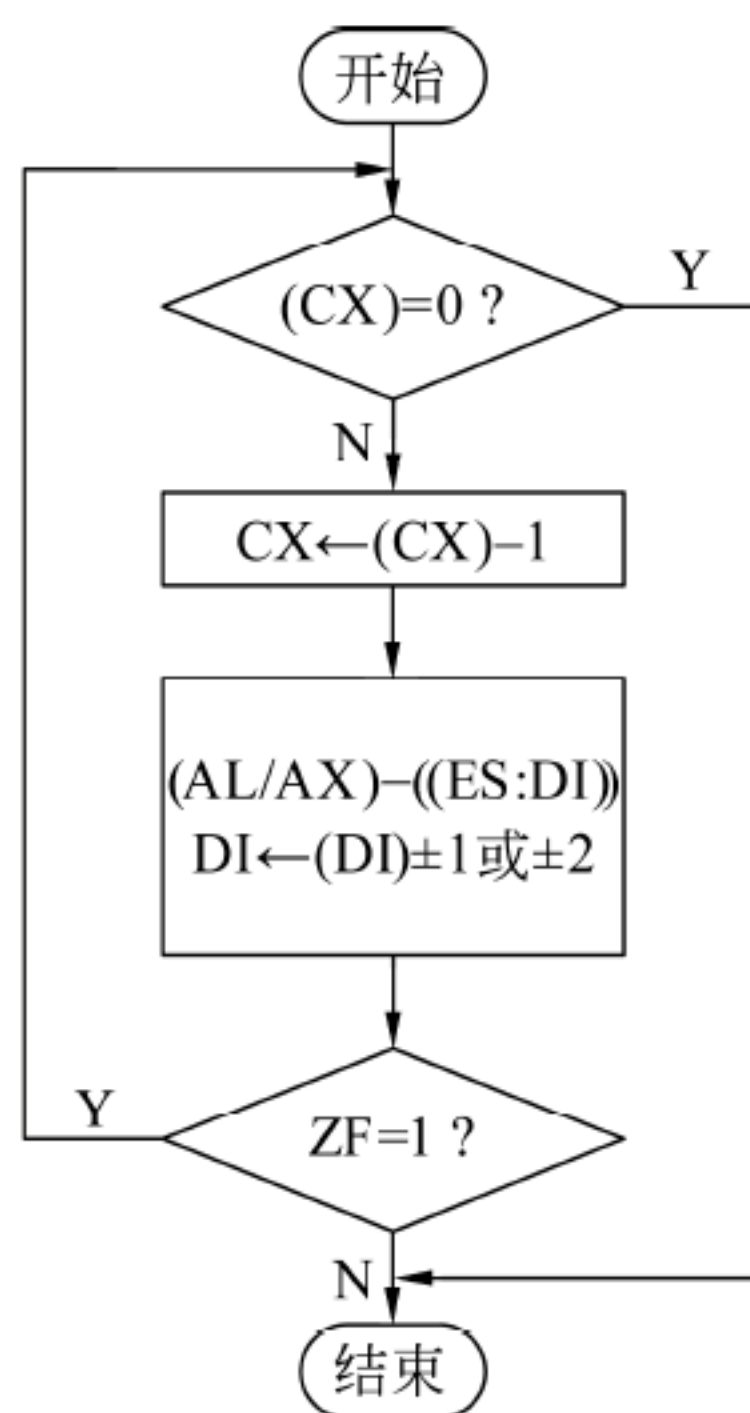 开始
(CX)=0 ?
Y
N
CX←(CX)–1
(AL/AX)–((ES:DI))
DI←(DI)±1或±2
Y
ZF=1 ?
N
结束